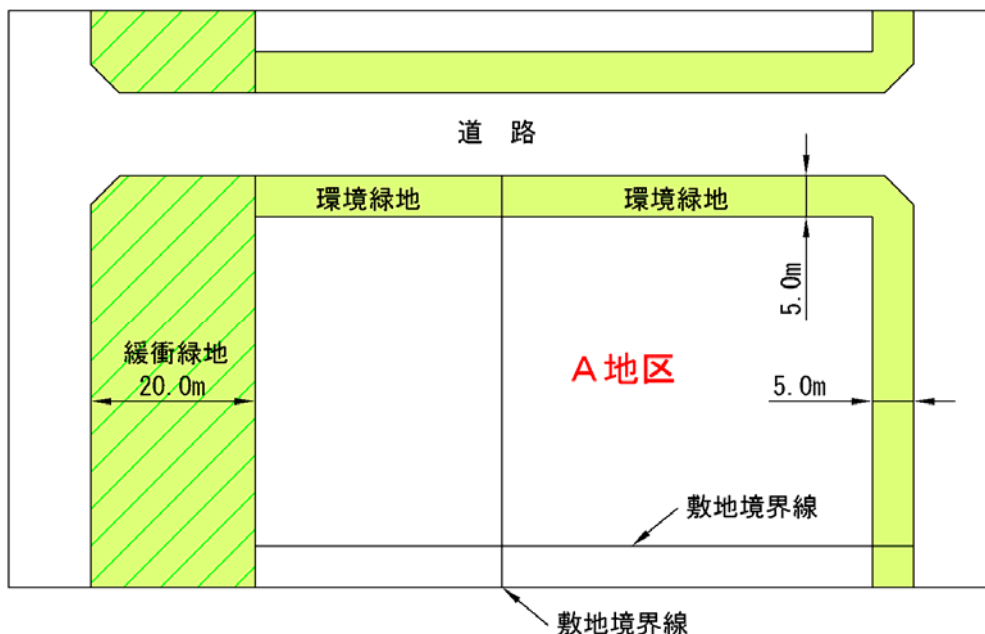 道 路
環境緑地
環境緑地
5.0m
緩衝緑地
20.0m
A地区
5.0m
敷地境界線
敷地境界線